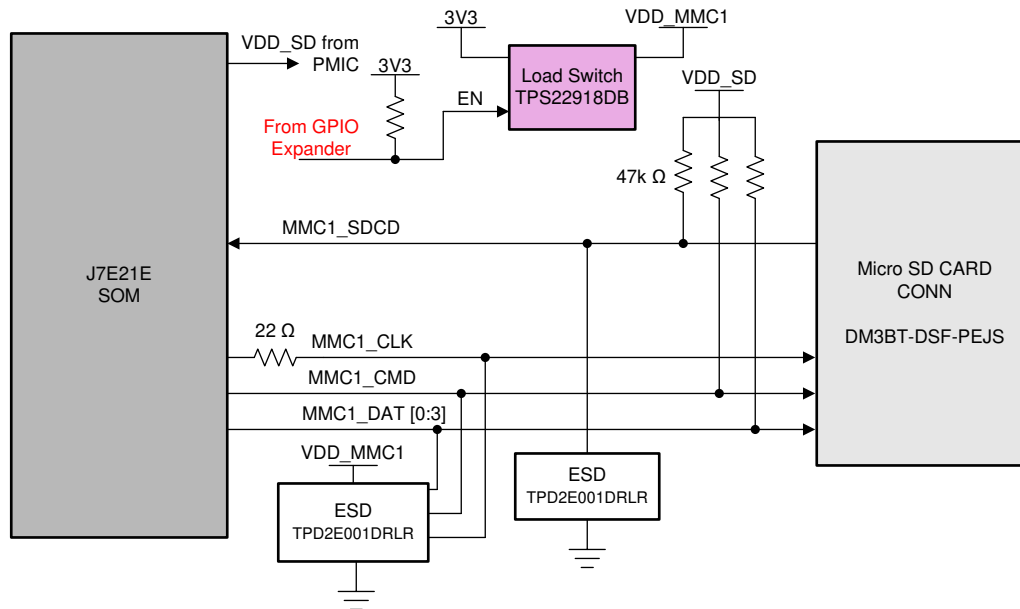 3V3
VDD_MMC1
VDD_SD from
PMIC
3V3
Load Switch
TPS22918DB
VDD_SD
EN
From GPIO
Expander
47k Ω
MMC1_SDCD
J7E21E
SOM
Micro SD CARD
CONN
DM3BT-DSF-PEJS
22 Ω
MMC1_CLK
MMC1_CMD
MMC1_DAT [0:3]
VDD_MMC1
ESD
TPD2E001DRLR
ESD
TPD2E001DRLR